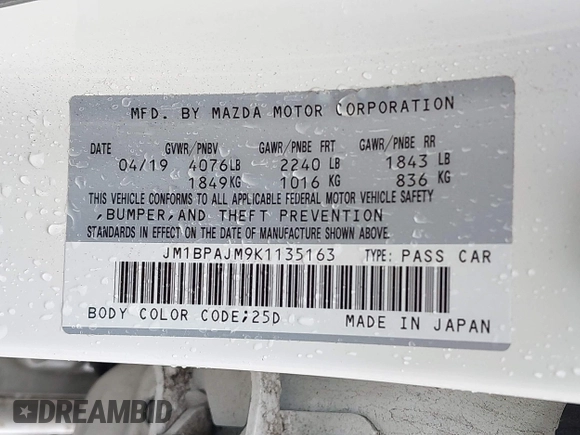 MFD. BY MAZDA MOTOR CORPORATION
DATE GVWR/PNBV GAWR/PNBE FRT GAWR/PNBE RR
04/19 4076LB 2240 LB 1843 LB
1849KG 1016 KG 836 KG
THIS VEHICLE CONFORMS TO ALL APPLICABLE FEDERAL MOTOR VEHICLE SAFETY
,BUMPER,AND THEFT PREVENTION
STANDARDS IN EFFECT ON THE DATE OF MANUFACTURE SHOWN ABOVE.
JM1BPAJM9K1135163 TYPE: PASS CAR
BODY COLOR CODE;25D MADE IN JAPAN
DREAMBID